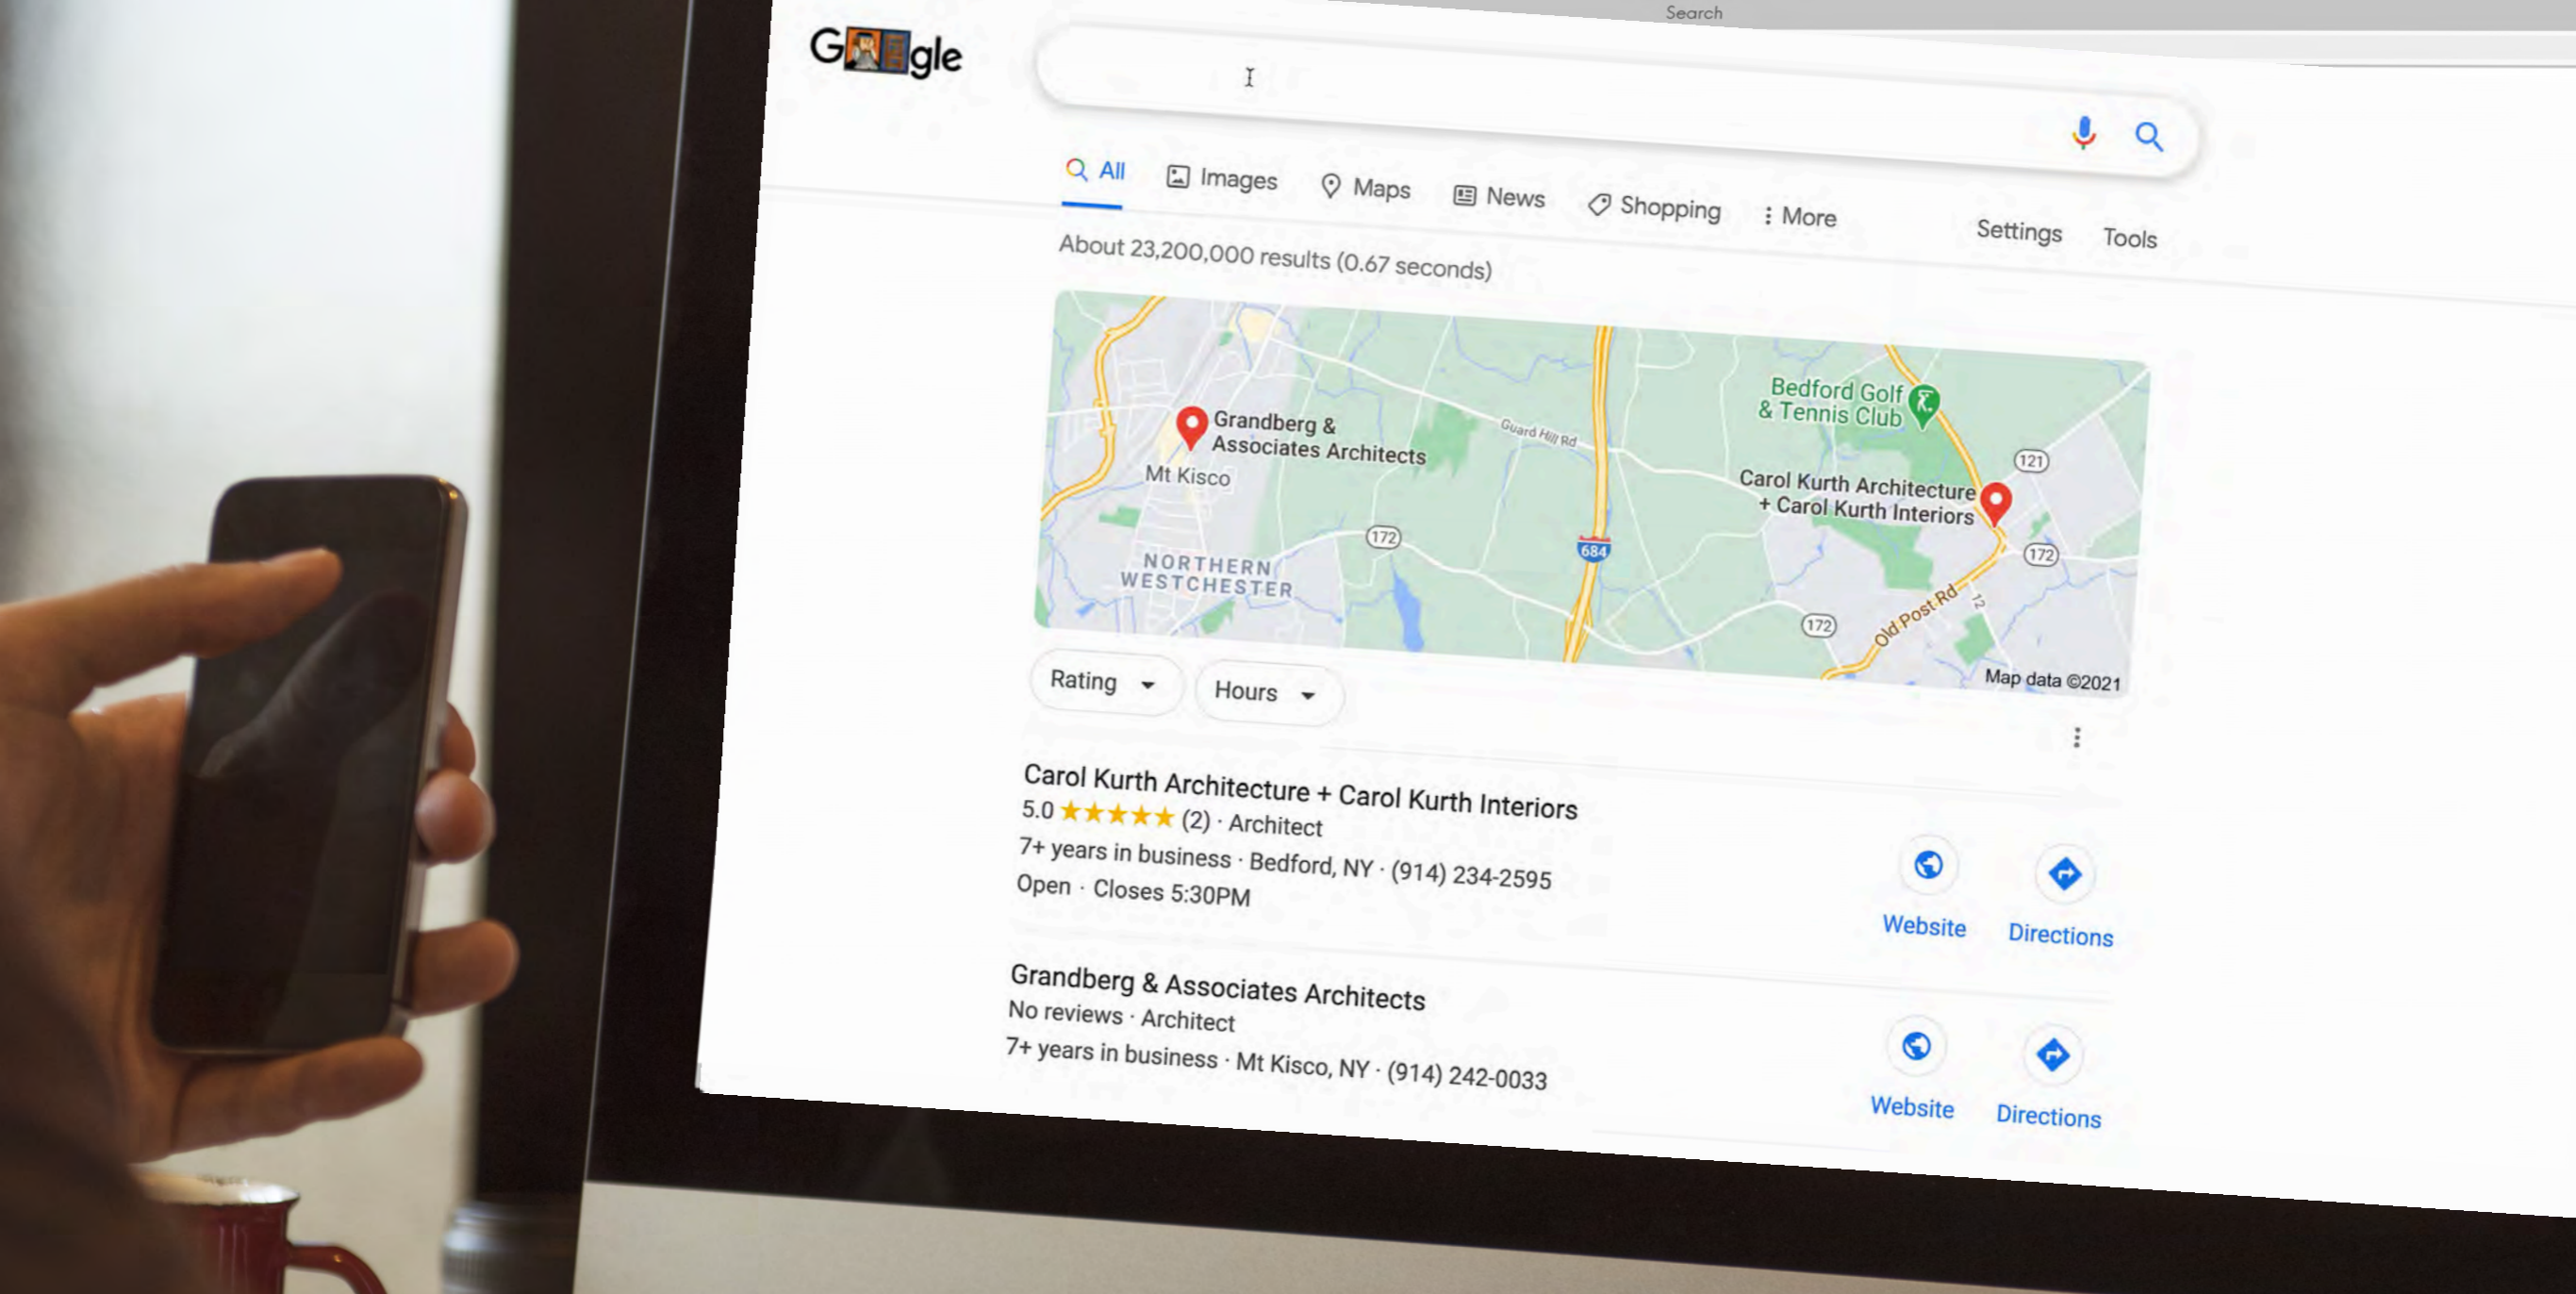 Search
Google
All Images Maps News Shopping More Settings Tools
About 23,200,000 results (0.67 seconds)
Bedford Golf
& Tennis Club
Grandberg &
Associates Architects
Guard Hill Rd
121
Mt Kisco
Carol Kurth Architecture
+ Carol Kurth Interiors
172
684
172
NORTHERN
WESTCHESTER
172
Old Post Rd
12
Map data ©2021
Rating Hours
Carol Kurth Architecture + Carol Kurth Interiors
5.0 ★★★★★ (2) · Architect
7+ years in business · Bedford, NY · (914) 234-2595
Open · Closes 5:30PM
Website Directions
Grandberg & Associates Architects
No reviews · Architect
7+ years in business · Mt Kisco, NY · (914) 242-0033
Website Directions